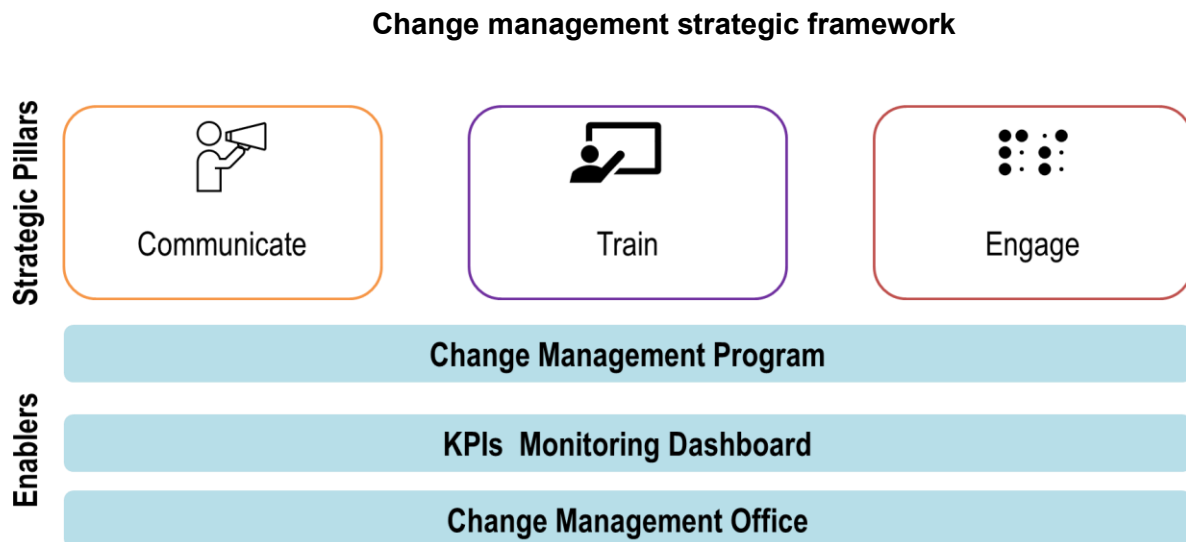 Change management strategic framework
Strategic Pillars
Communicate
Train
Engage
Enablers
Change Management Program
KPIs  Monitoring Dashboard
Change Management Office